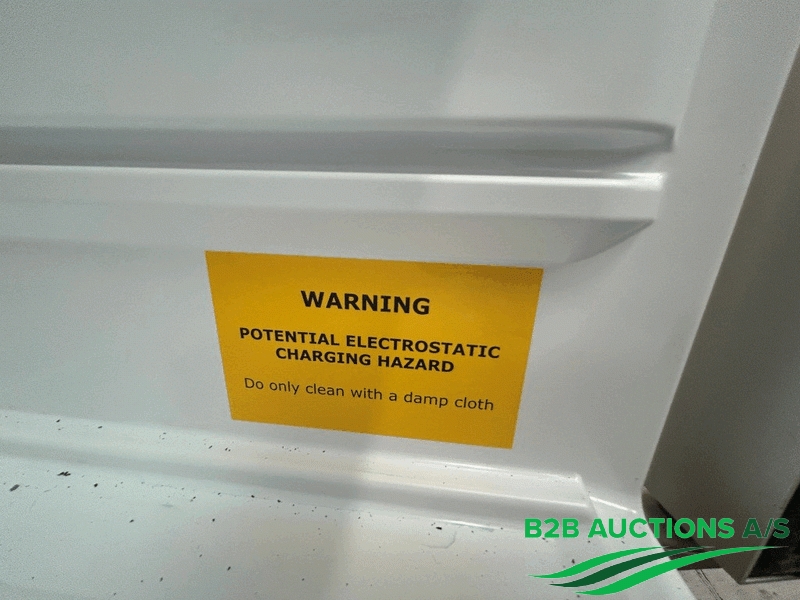 WARNING
POTENTIAL ELECTROSTATIC
CHARGING HAZARD
Do only clean with a damp cloth
B2B AUCTIONS A/S